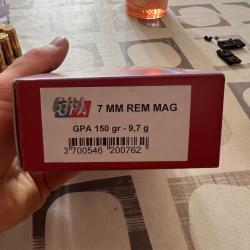 GPA 7 MM REM MAG
GPA 150 gr - 9,7 g
3 700546 200762